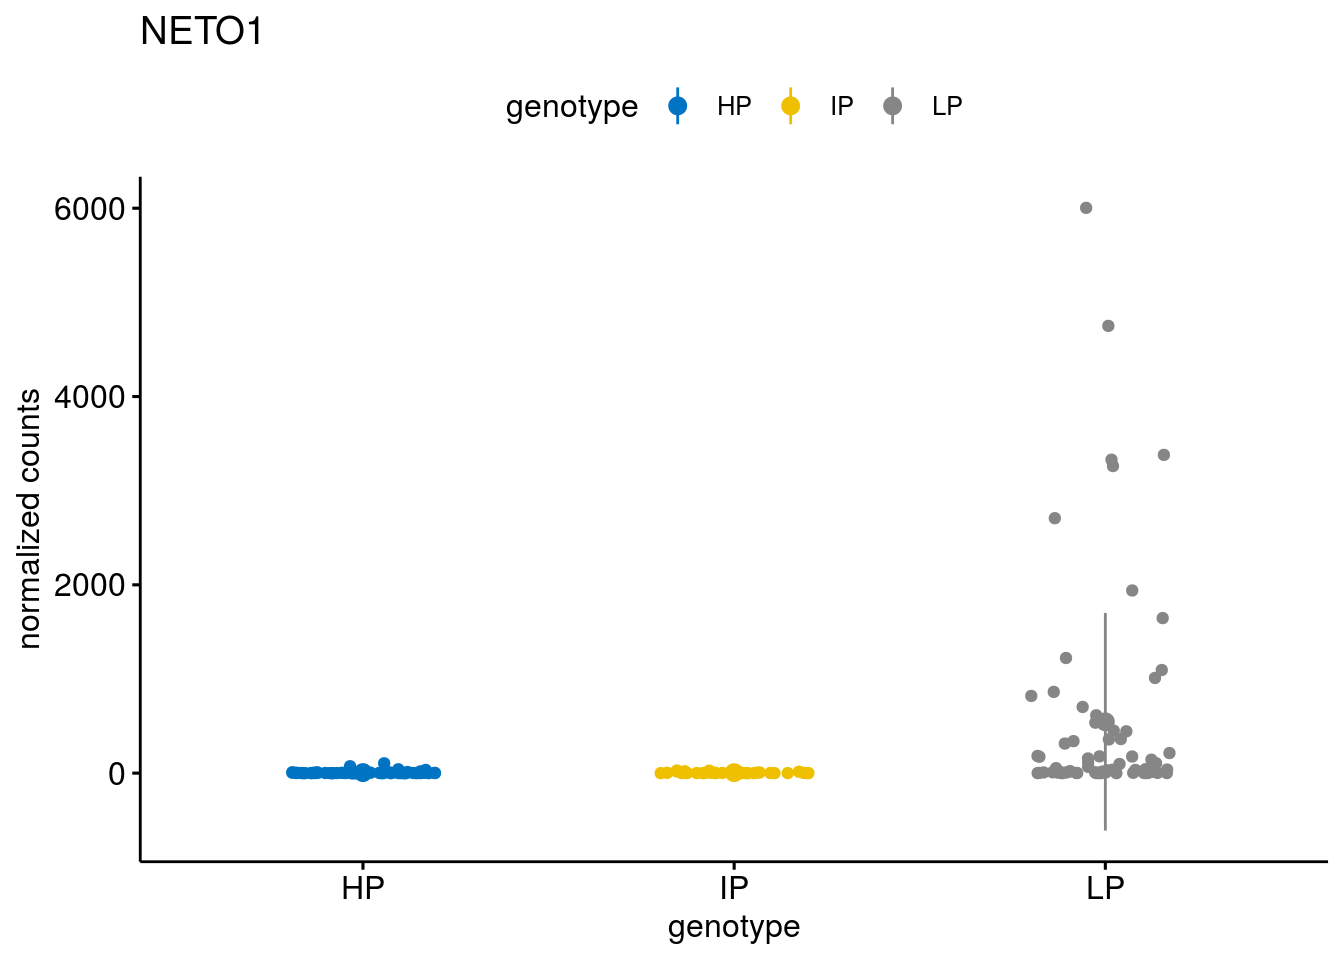 NETO1
genotype HP IP LP
6000
4000
2000
0
normalized counts
HP IP LP
genotype